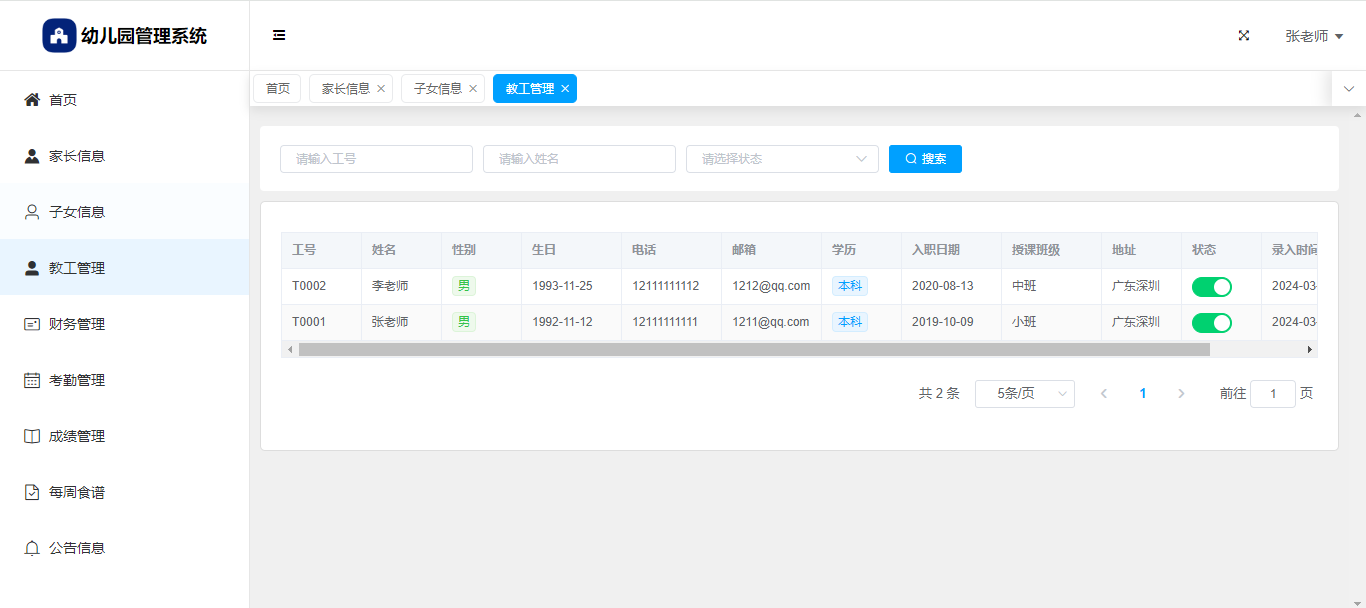 幼儿园管理系统
张老师
首页
家长信息
子女信息
教工管理
财务管理
考勤管理
成绩管理
每周食谱
公告信息
首页 家长信息 子女信息 教工管理
请输入工号 请输入姓名 请选择状态 搜索
工号 姓名 性别 生日 电话 邮箱 学历 入职日期 授课班级 地址 状态 录入时间
T0002 李老师 男 1993-11-25 12111111112 1212@qq.com 本科 2020-08-13 中班 广东深圳 2024-03-
T0001 张老师 男 1992-11-12 12111111111 1211@qq.com 本科 2019-10-09 小班 广东深圳 2024-03-
共 2 条 5条/页 1 前往 1 页